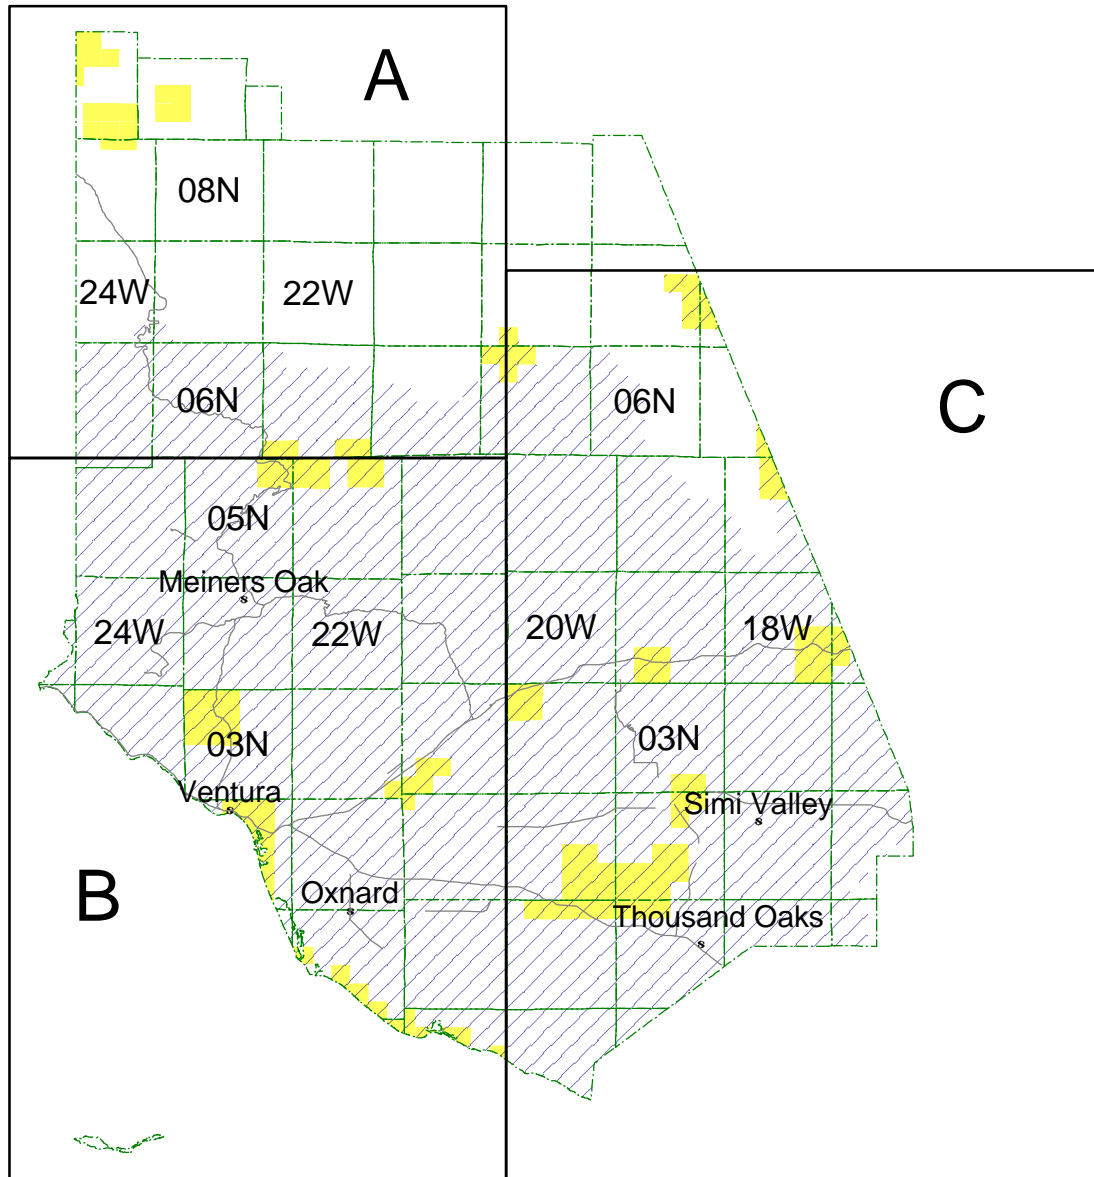 A
08N
24W
22W
06N
06N
C
05N
Meiners Oak
24W
22W
20W
18W
03N
03N
Ventura
Simi Valley
B
Oxnard
Thousand Oaks